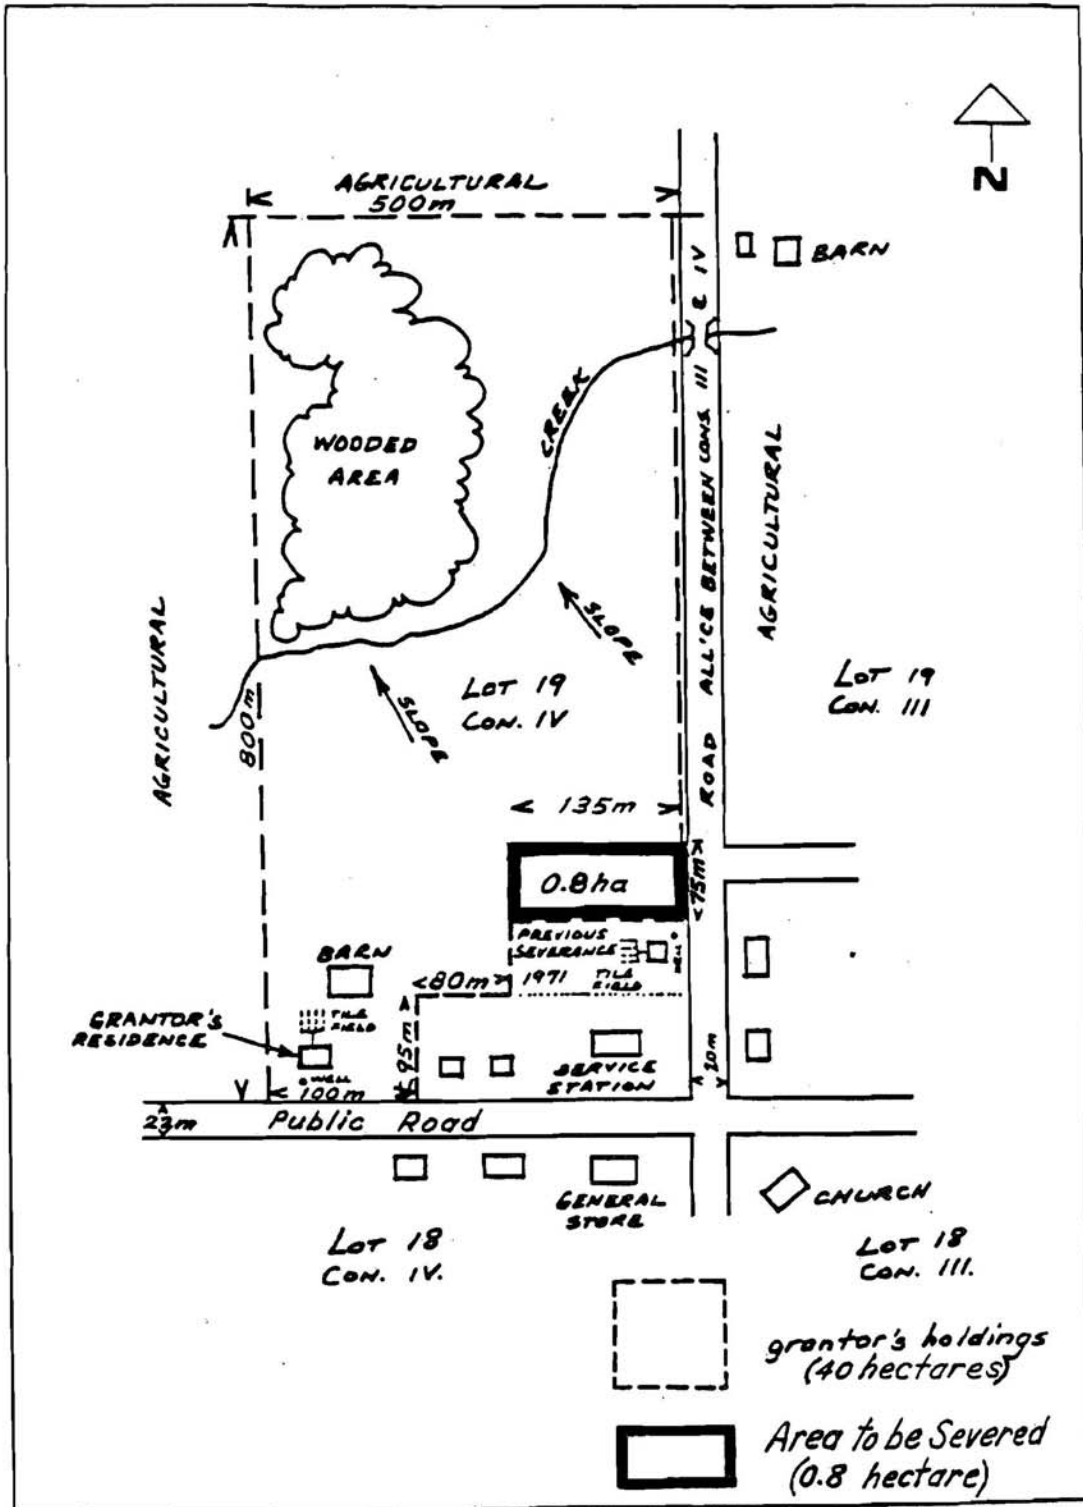 AGRICULTURAL
500m
N
BARN
ROAD ALL'CE BETWEEN CONS. III & IV
CREEK
WOODED
AREA
AGRICULTURAL
AGRICULTURAL
SLOPE
SLOPE
800m
LOT 19
CON. IV
LOT 19
CON. III
135m
0.8ha
75m
PREVIOUS
SEVERANCE
1971
TILE
FIELD
WELL
BARN
80m
GRANTOR'S
RESIDENCE
TILE
FIELD
95m
WELL
100m
SERVICE
STATION
20m
23m
Public Road
GENERAL
STORE
CHURCH
LOT 18
CON. IV.
LOT 18
CON. III.
grantor's holdings
(40 hectares)
Area to be Severed
(0.8 hectare)